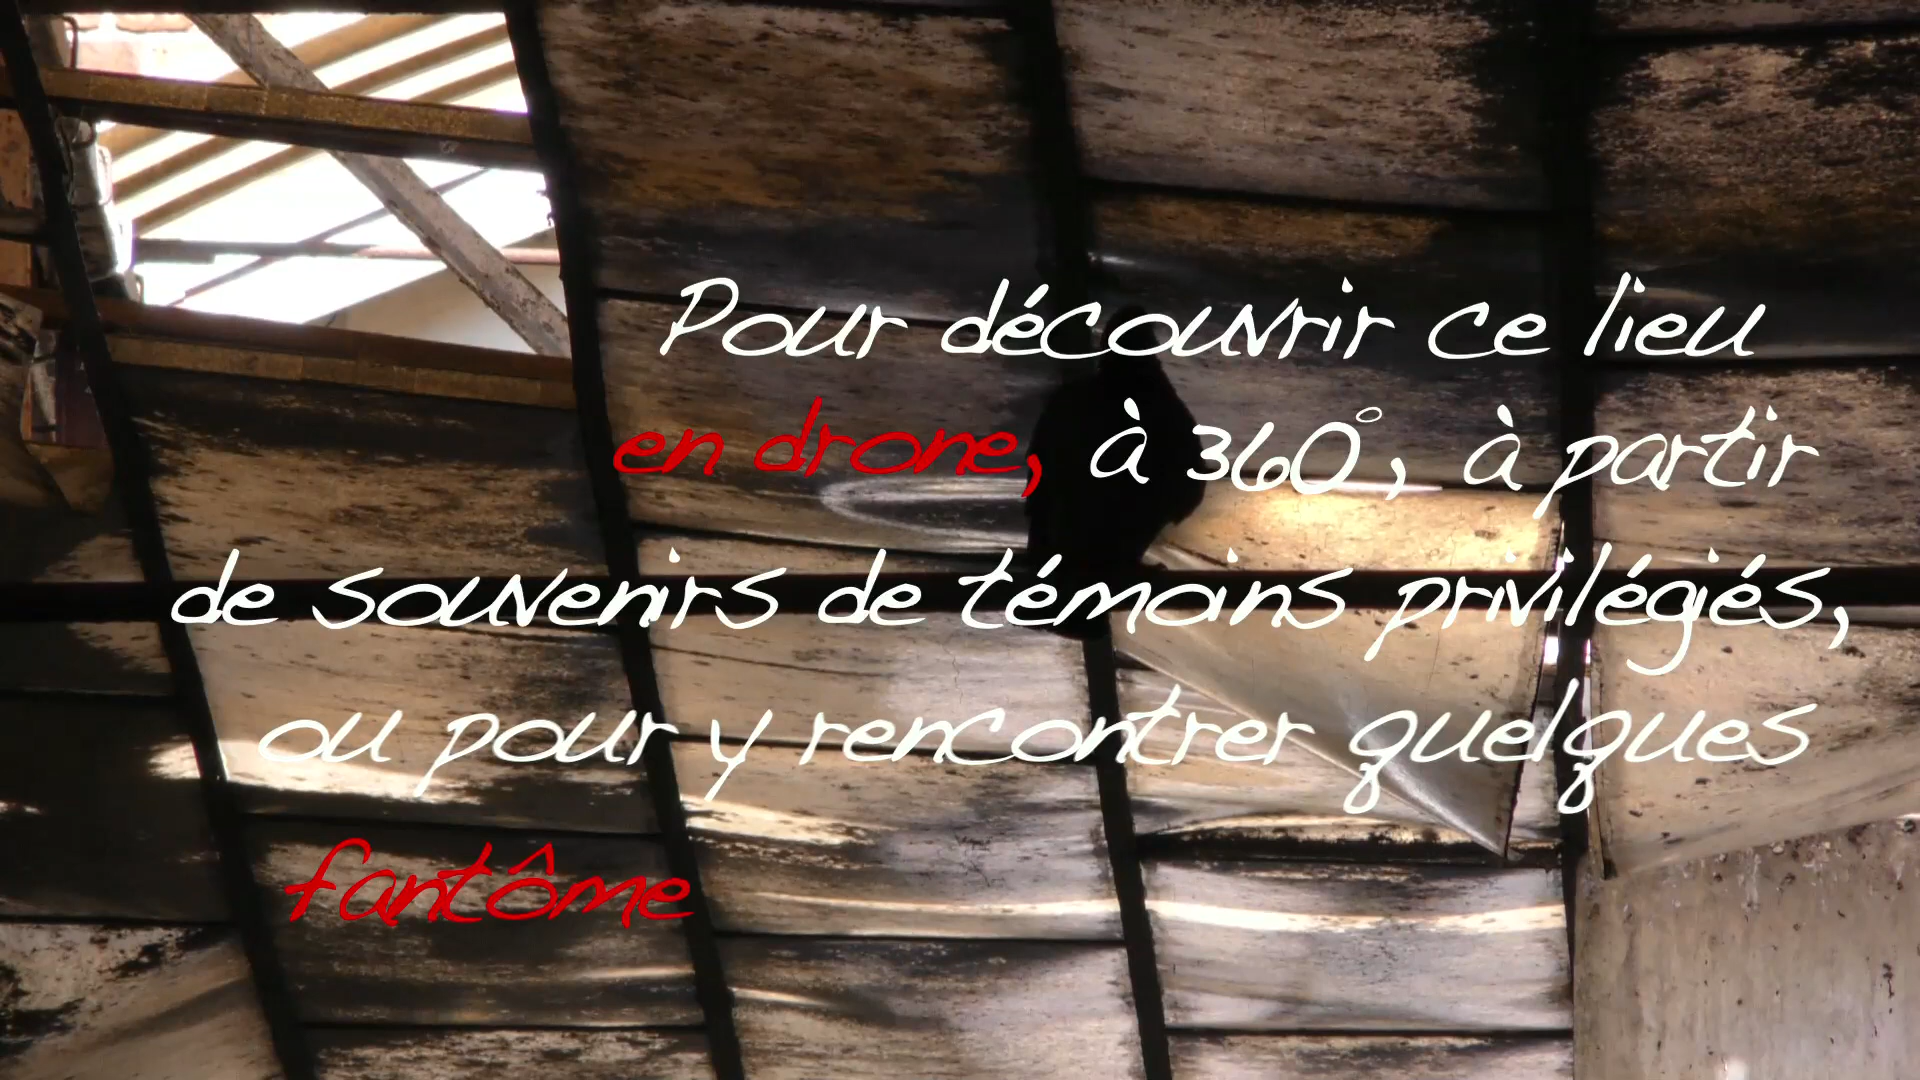 Pour découvrir ce lieu
en drone, à 360°, à partir
de souvenirs de témoins privilégiés,
ou pour y rencontrer quelques
fantôme